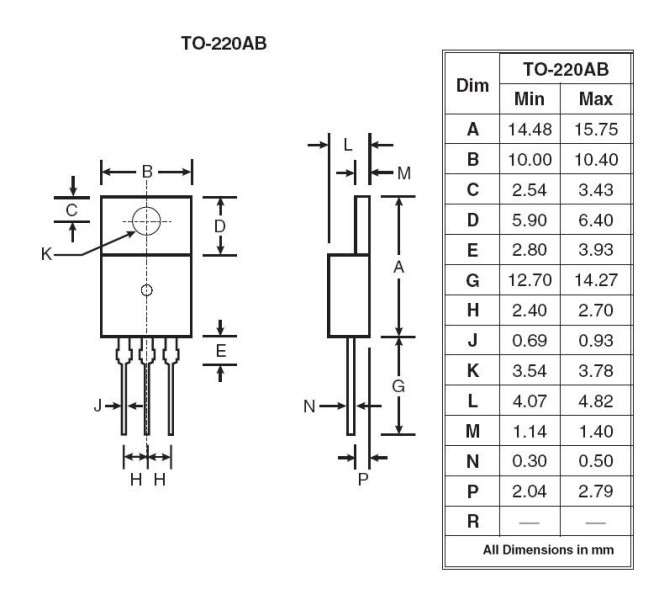 TO-220AB
L
M
B
C
D
K
A
E
G
J
N
H H
P
Dim TO-220AB
Min Max
A 14.48 15.75
B 10.00 10.40
C 2.54 3.43
D 5.90 6.40
E 2.80 3.93
G 12.70 14.27
H 2.40 2.70
J 0.69 0.93
K 3.54 3.78
L 4.07 4.82
M 1.14 1.40
N 0.30 0.50
P 2.04 2.79
R — —
All Dimensions in mm